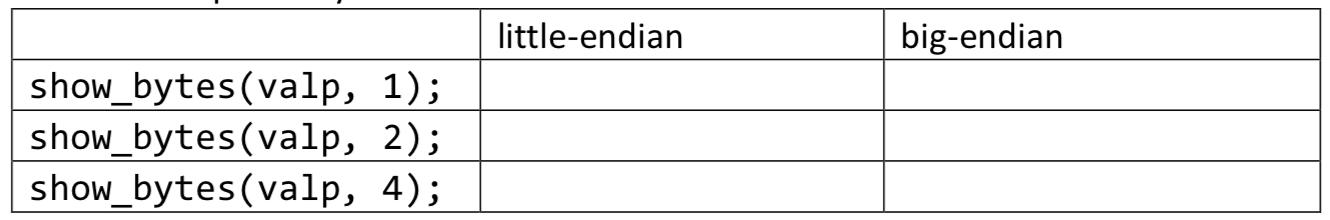 little-endian big-endian
show_bytes(valp, 1);
show_bytes(valp, 2);
show_bytes(valp, 4);